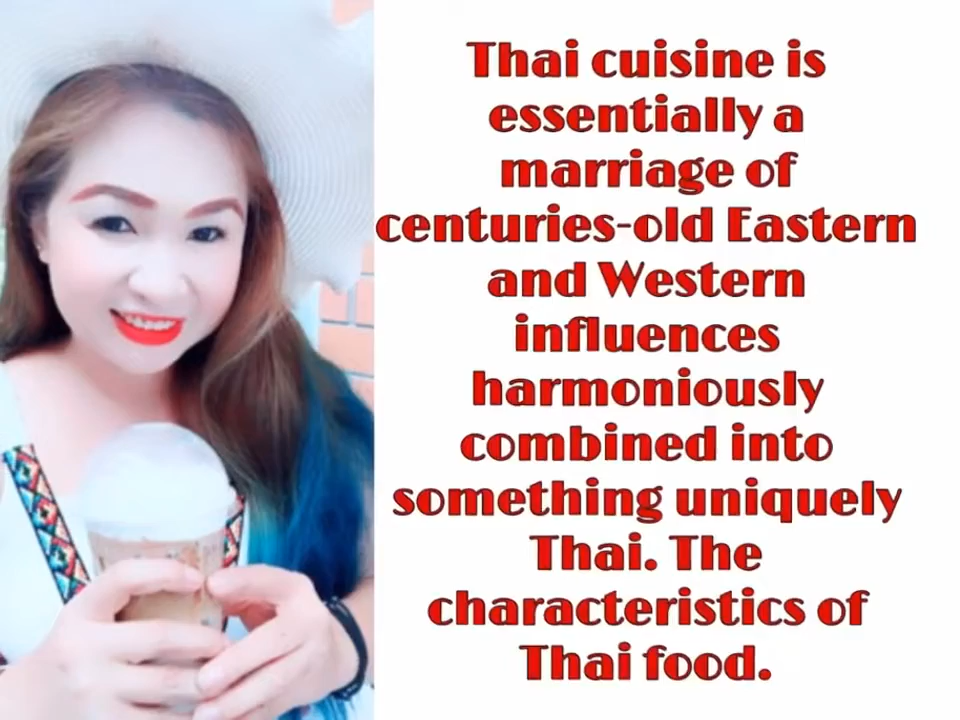 Thai cuisine is
essentially a
marriage of
centuries-old Eastern
and Western
influences
harmoniously
combined into
something uniquely
Thai. The
characteristics of
Thai food.